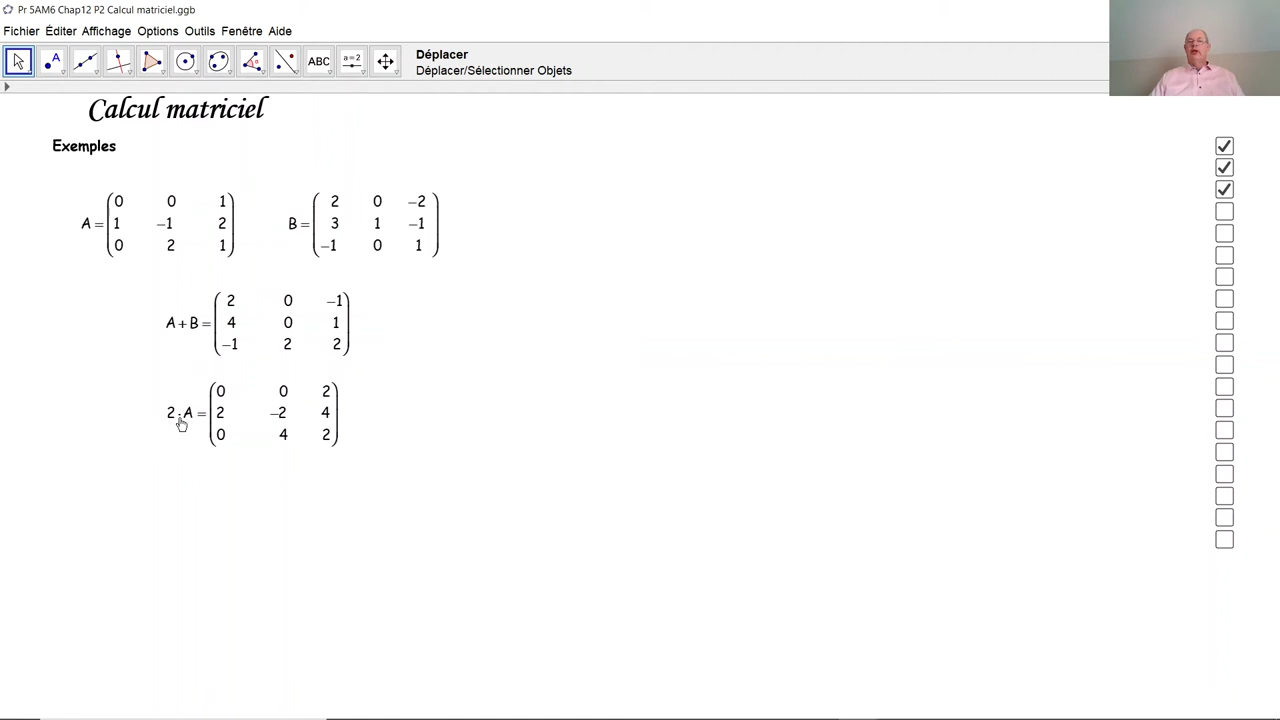 Pr 5AM6 Chap12 P2 Calcul matriciel.ggb
Fichier Éditer Affichage Options Outils Fenêtre Aide
ABC a=2 Déplacer
Déplacer/Sélectionner Objets
Calcul matriciel
Exemples
0 0 1 2 0 −2
A = 1 −1 2 B = 3 1 −1
0 2 1 −1 0 1
2 0 −1
A + B = 4 0 1
−1 2 2
0 0 2
2 · A = 2 −2 4
0 4 2